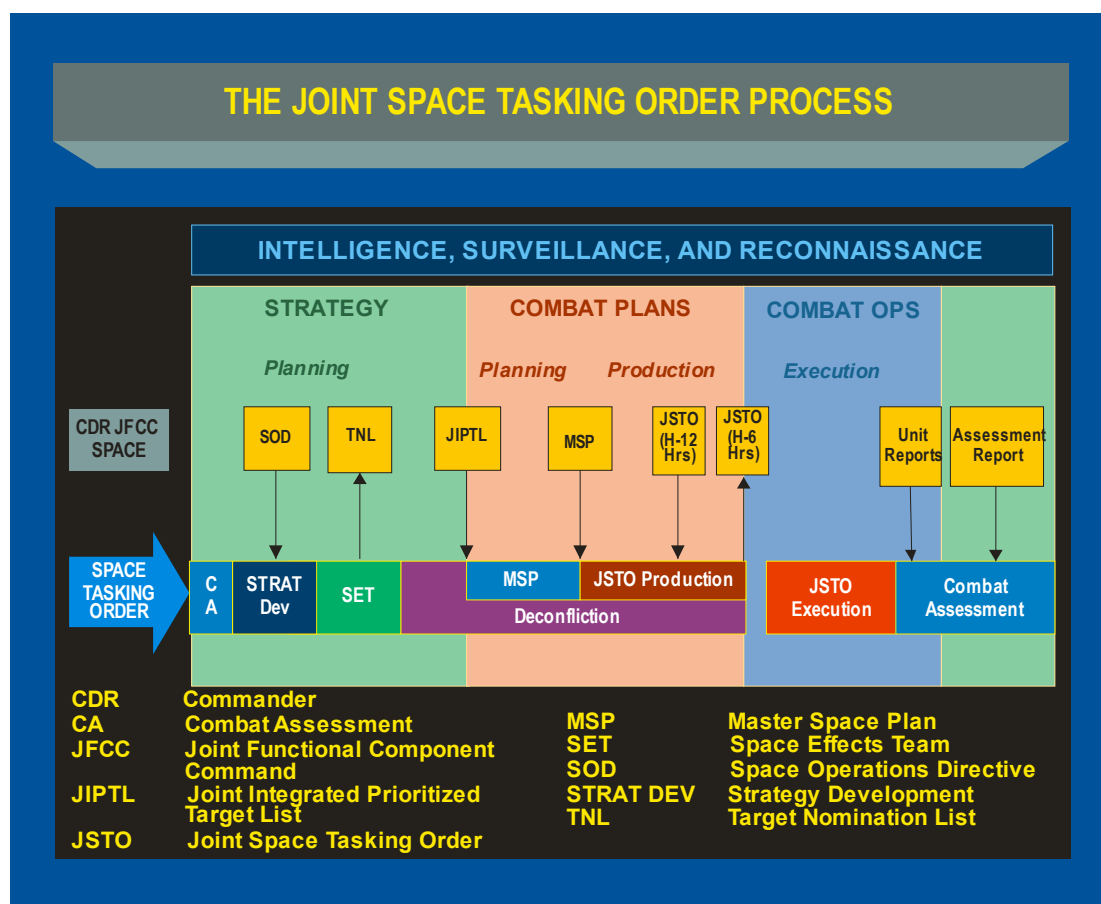 THE JOINT SPACE TASKING ORDER PROCESS
INTELLIGENCE, SURVEILLANCE, AND RECONNAISSANCE
STRATEGY
COMBAT PLANS
COMBAT OPS
Planning
Planning
Production
Execution
CDR JFCC
SPACE
SOD
TNL
JIPTL
MSP
JSTO
(H-12
Hrs)
JSTO
(H-6
Hrs)
Unit
Reports
Assessment
Report
SPACE
TASKING
ORDER
C
A
STRAT
Dev
SET
MSP
JSTO Production
Deconfliction
JSTO
Execution
Combat
Assessment
CDR Commander
CA Combat Assessment
JFCC Joint Functional Component
Command
JIPTL Joint Integrated Prioritized
Target List
JSTO Joint Space Tasking Order
MSP Master Space Plan
SET Space Effects Team
SOD Space Operations Directive
STRAT DEV Strategy Development
TNL Target Nomination List